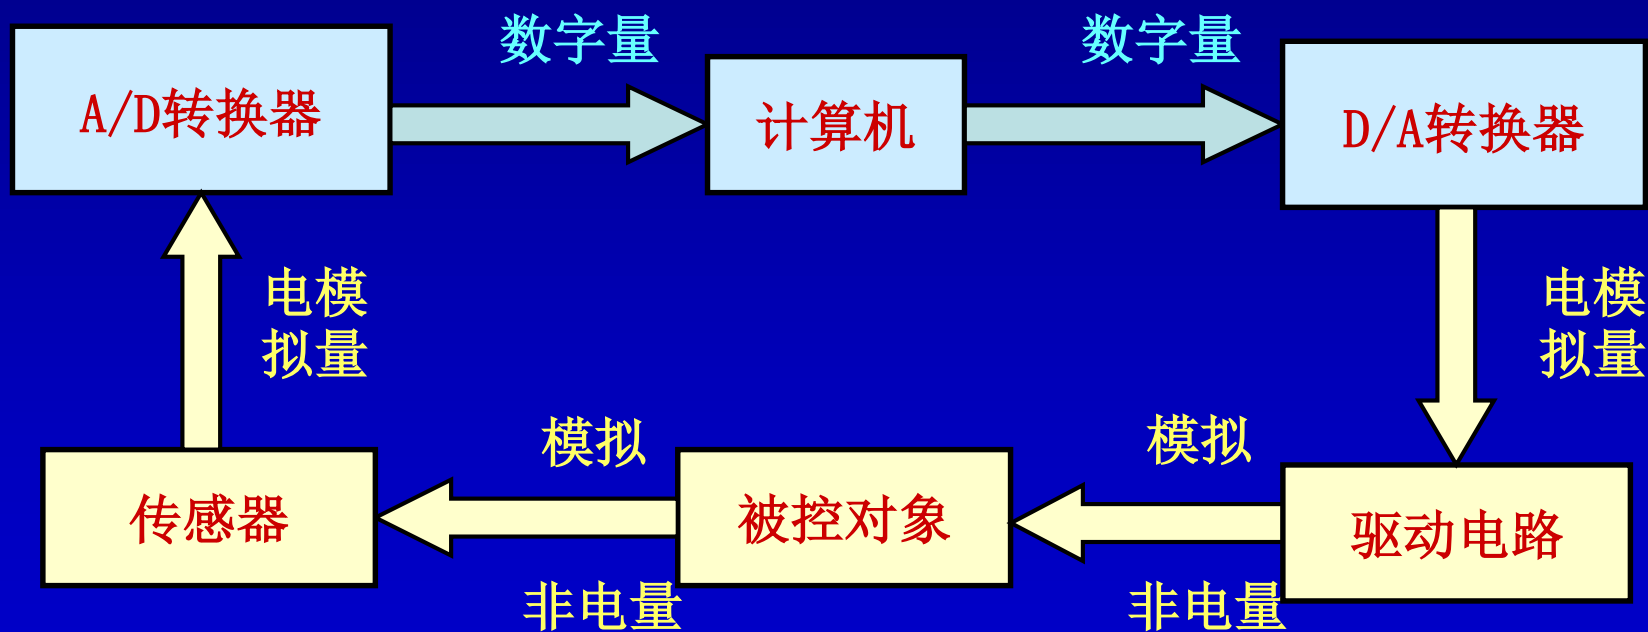 数字量
数字量
A/D转换器
计算机
D/A转换器
电模
拟量
电模
拟量
模拟
模拟
传感器
被控对象
驱动电路
非电量
非电量